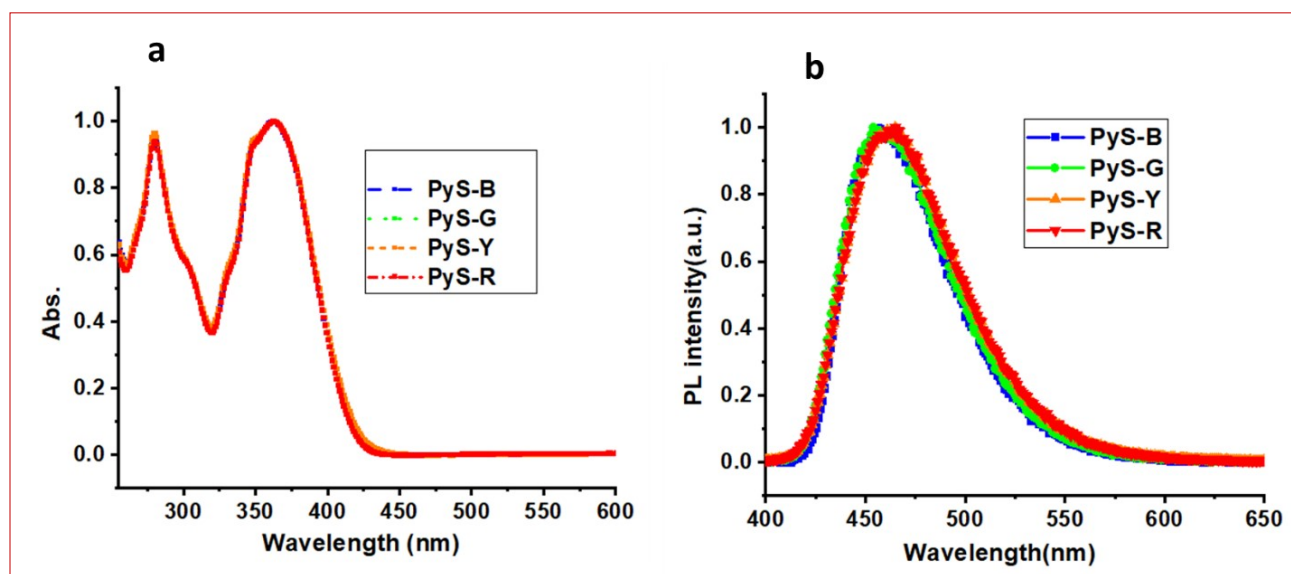 a
1.0
0.8
0.6
0.4
0.2
0.0
Abs.
300 350 400 450 500 550 600
Wavelength (nm)
PyS-B
PyS-G
PyS-Y
PyS-R
b
1.0
0.8
0.6
0.4
0.2
0.0
PL intensity(a.u.)
400 450 500 550 600 650
Wavelength(nm)
PyS-B
PyS-G
PyS-Y
PyS-R